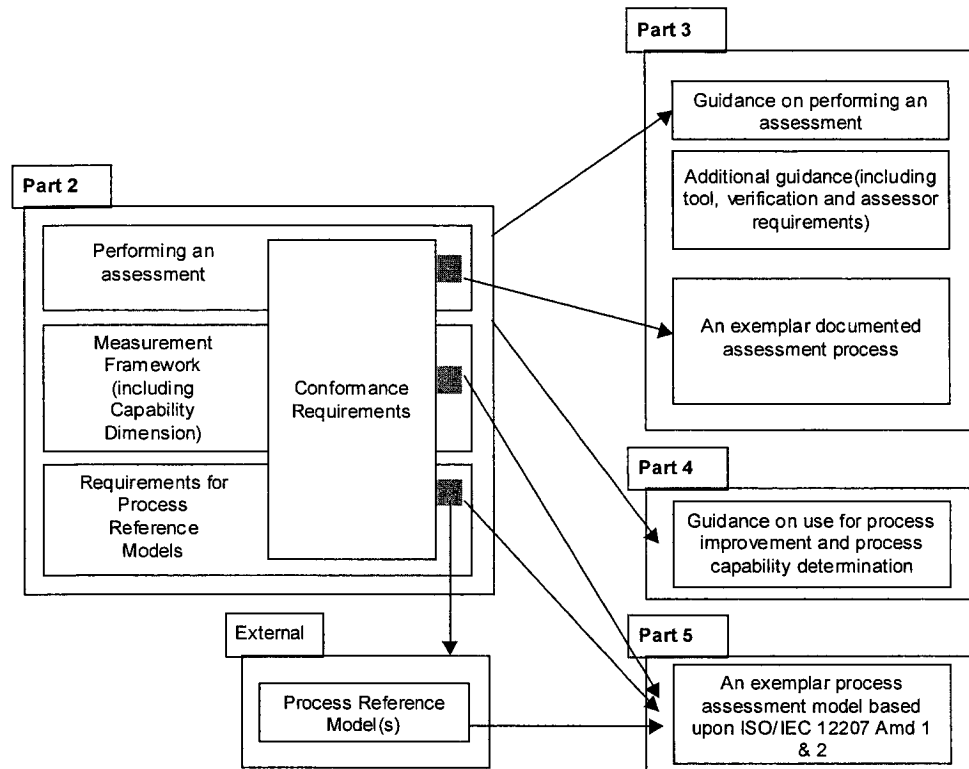 Part 3
Guidance on performing an
assessment
Additional guidance(including
tool, verification and assessor
requirements)
An exemplar documented
assessment process
Part 2
Performing an
assessment
Measurement
Framework
(including
Capability
Dimension)
Requirements for
Process
Reference
Models
Conformance
Requirements
Part 4
Guidance on use for process
improvement and process
capability determination
External
Process Reference
Model(s)
Part 5
An exemplar process
assessment model based
upon ISO/IEC 12207 Amd 1
& 2